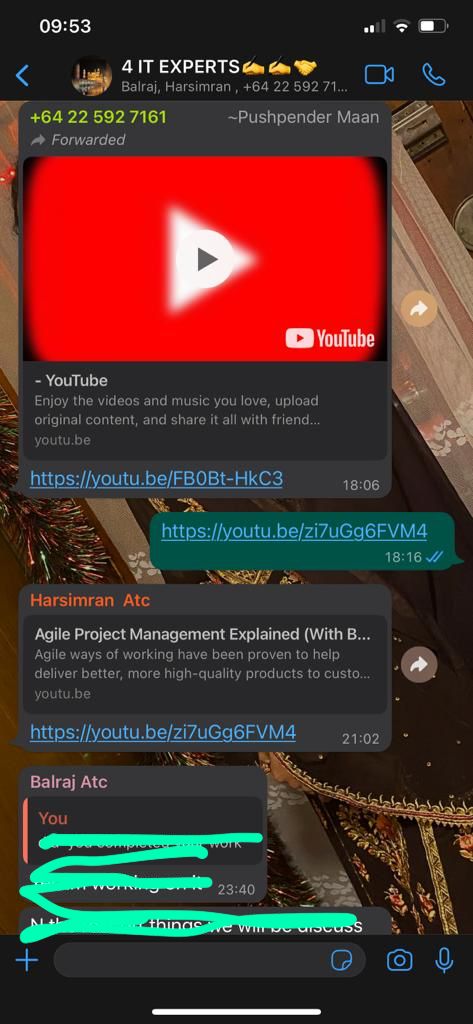 09:53
4 IT EXPERTS✍️✍️🤝
Balraj, Harsimran , +64 22 592 71...
+64 22 592 7161 ~Pushpender Maan
Forwarded
YouTube
- YouTube
Enjoy the videos and music you love, upload
original content, and share it all with friend...
youtu.be
https://youtu.be/FB0Bt-HkC3
18:06
https://youtu.be/zi7uGg6FVM4
18:16
Harsimran Atc
Agile Project Management Explained (With B...
Agile ways of working have been proven to help
deliver better, more high-quality products to custo...
youtu.be
https://youtu.be/zi7uGg6FVM4
21:02
Balraj Atc
You
you completed your work
working on it
23:40
things we will be discuss